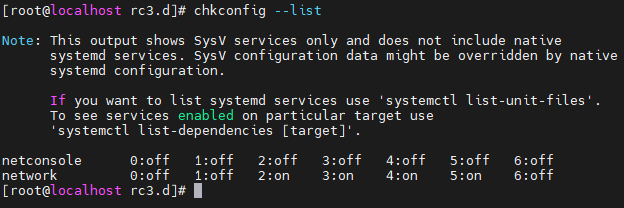 [root@localhost rc3.d]# chkconfig --list
Note: This output shows SysV services only and does not include native
systemd services. SysV configuration data might be overridden by native
systemd configuration.
If you want to list systemd services use 'systemctl list-unit-files'.
To see services enabled on particular target use
'systemctl list-dependencies [target]'.
netconsole 0:off 1:off 2:off 3:off 4:off 5:off 6:off
network 0:off 1:off 2:on 3:on 4:on 5:on 6:off
[root@localhost rc3.d]#